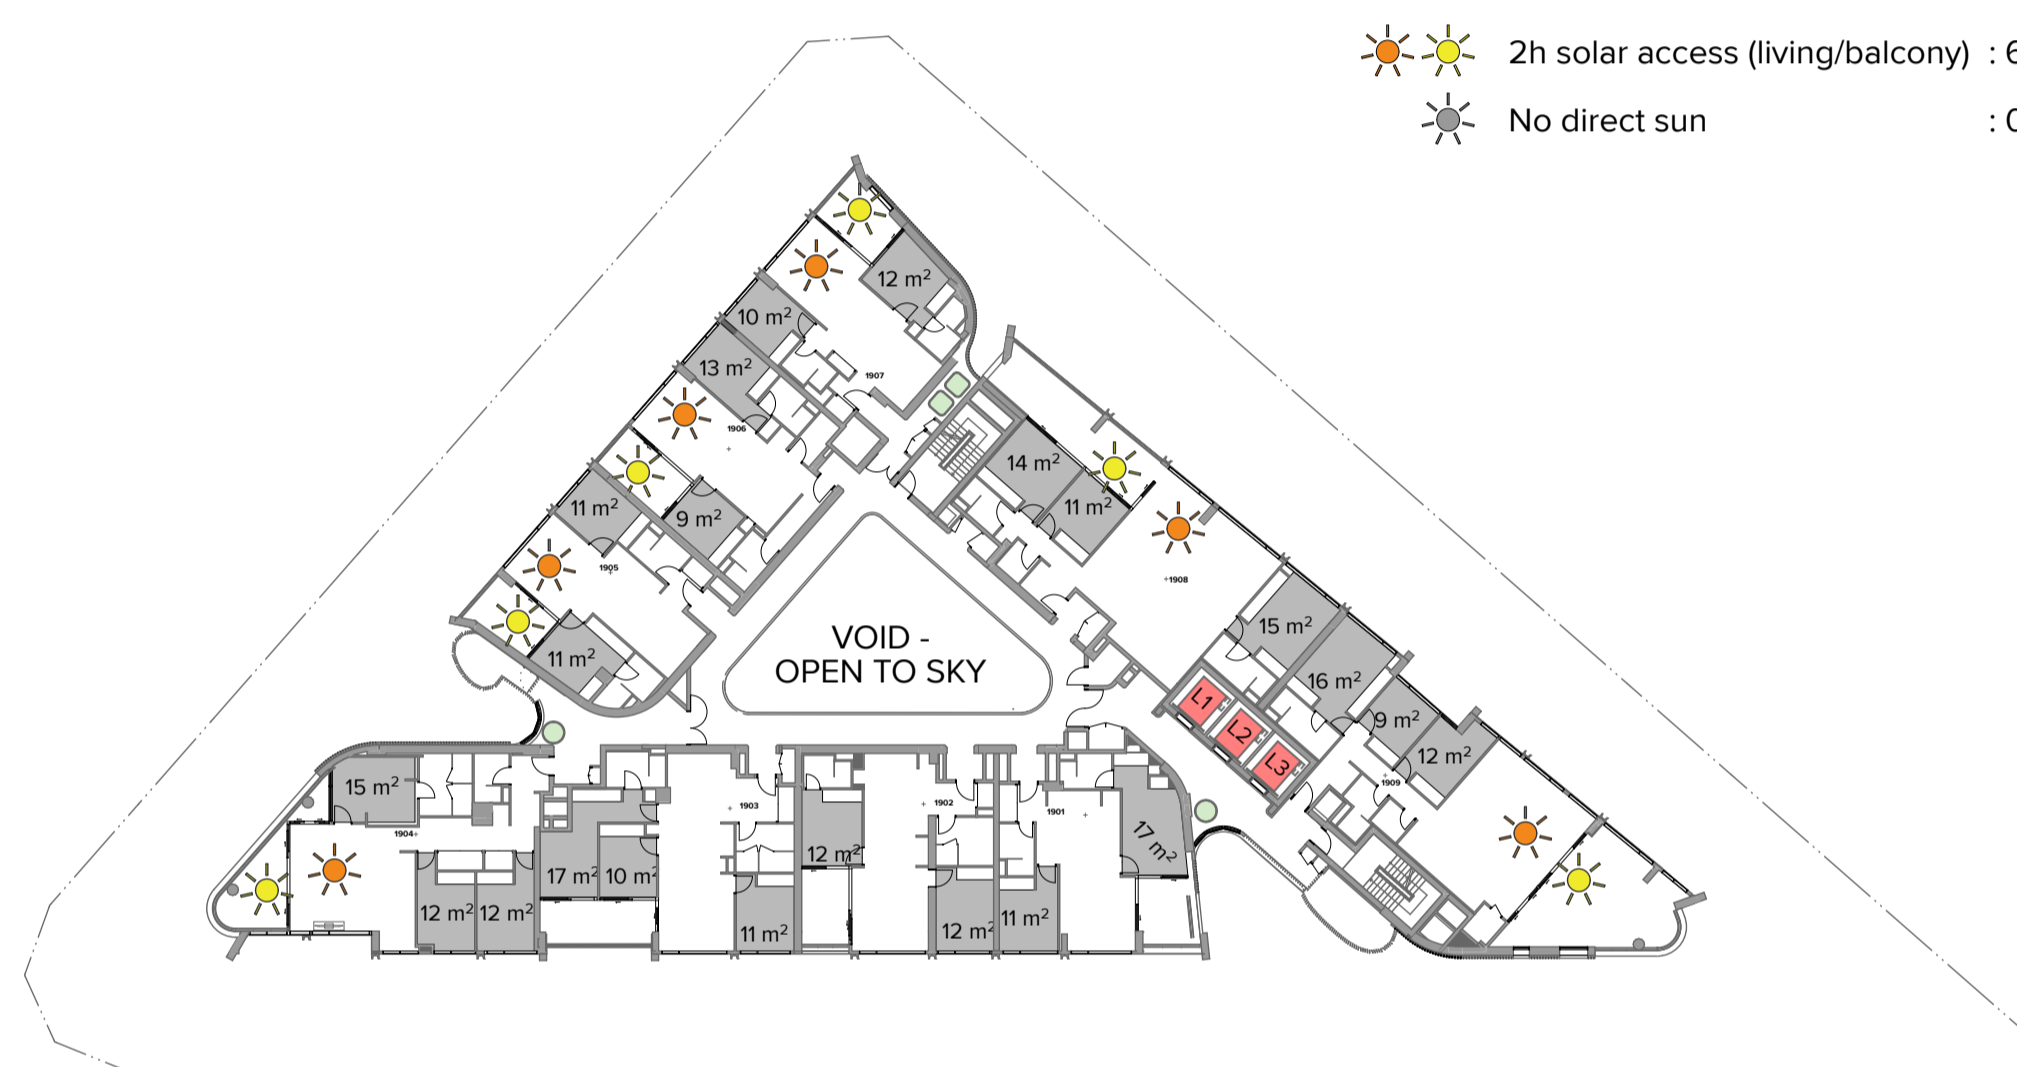 2h solar access (living/balcony) : 6
No direct sun : 0
12 m²
10 m²
13 m²
1907
1906
14 m²
11 m²
11 m²
9 m²
1905
1908
11 m²
VOID -
OPEN TO SKY
15 m²
16 m²
L1
L2
L3
9 m²
12 m²
1909
15 m²
1904
1903
1902
1901
17 m²
12 m²
17 m²
10 m²
12 m²
12 m²
11 m²
12 m²
11 m²